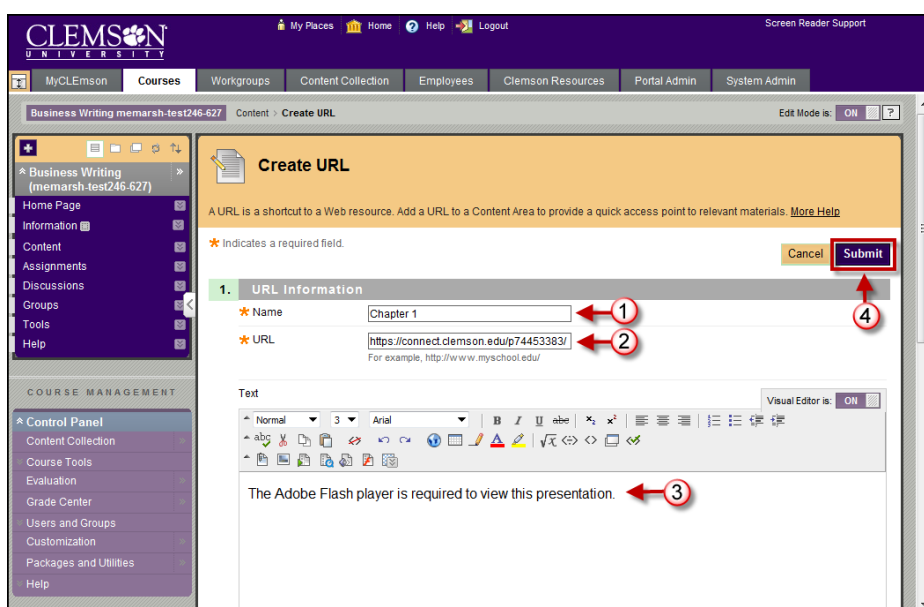 CLEMSON
UNIVERSITY
My Places Home Help Logout
Screen Reader Support
MyCLEmson Courses Workgroups Content Collection Employees Clemson Resources Portal Admin System Admin
Business Writing memarsh-test246-627 Content > Create URL
Edit Mode is: ON ?
Business Writing
(memarsh-test246-627)
Home Page
Information
Content
Assignments
Discussions
Groups
Tools
Help
COURSE MANAGEMENT
Control Panel
Content Collection
Course Tools
Evaluation
Grade Center
Users and Groups
Customization
Packages and Utilities
Help
Create URL
A URL is a shortcut to a Web resource. Add a URL to a Content Area to provide a quick access point to relevant materials. More Help
Indicates a required field.
Cancel Submit
4
1. URL Information
Name Chapter 1 1
URL https://connect.clemson.edu/p74453383/ 2
For example, http://www.myschool.edu/
Text
Visual Editor is: ON
Normal 3 Arial B I U abc x₂ x²
abc
The Adobe Flash player is required to view this presentation. 3